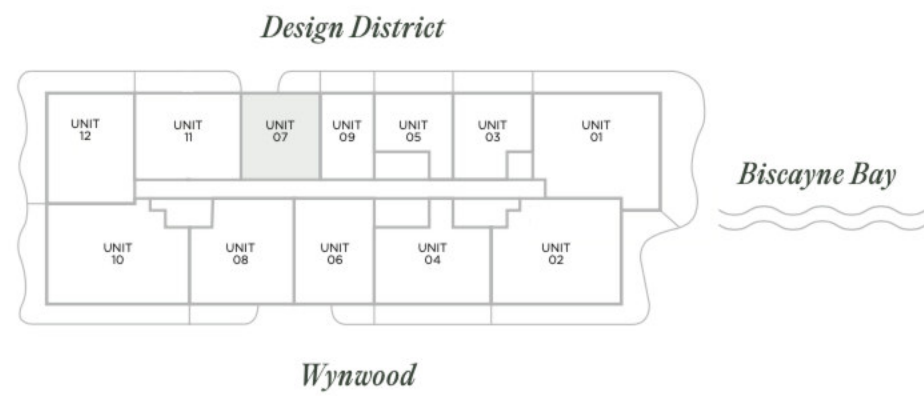 Design District
UNIT
12
UNIT
11
UNIT
07
UNIT
09
UNIT
05
UNIT
03
UNIT
01
Biscayne Bay
UNIT
10
UNIT
08
UNIT
06
UNIT
04
UNIT
02
Wynwood